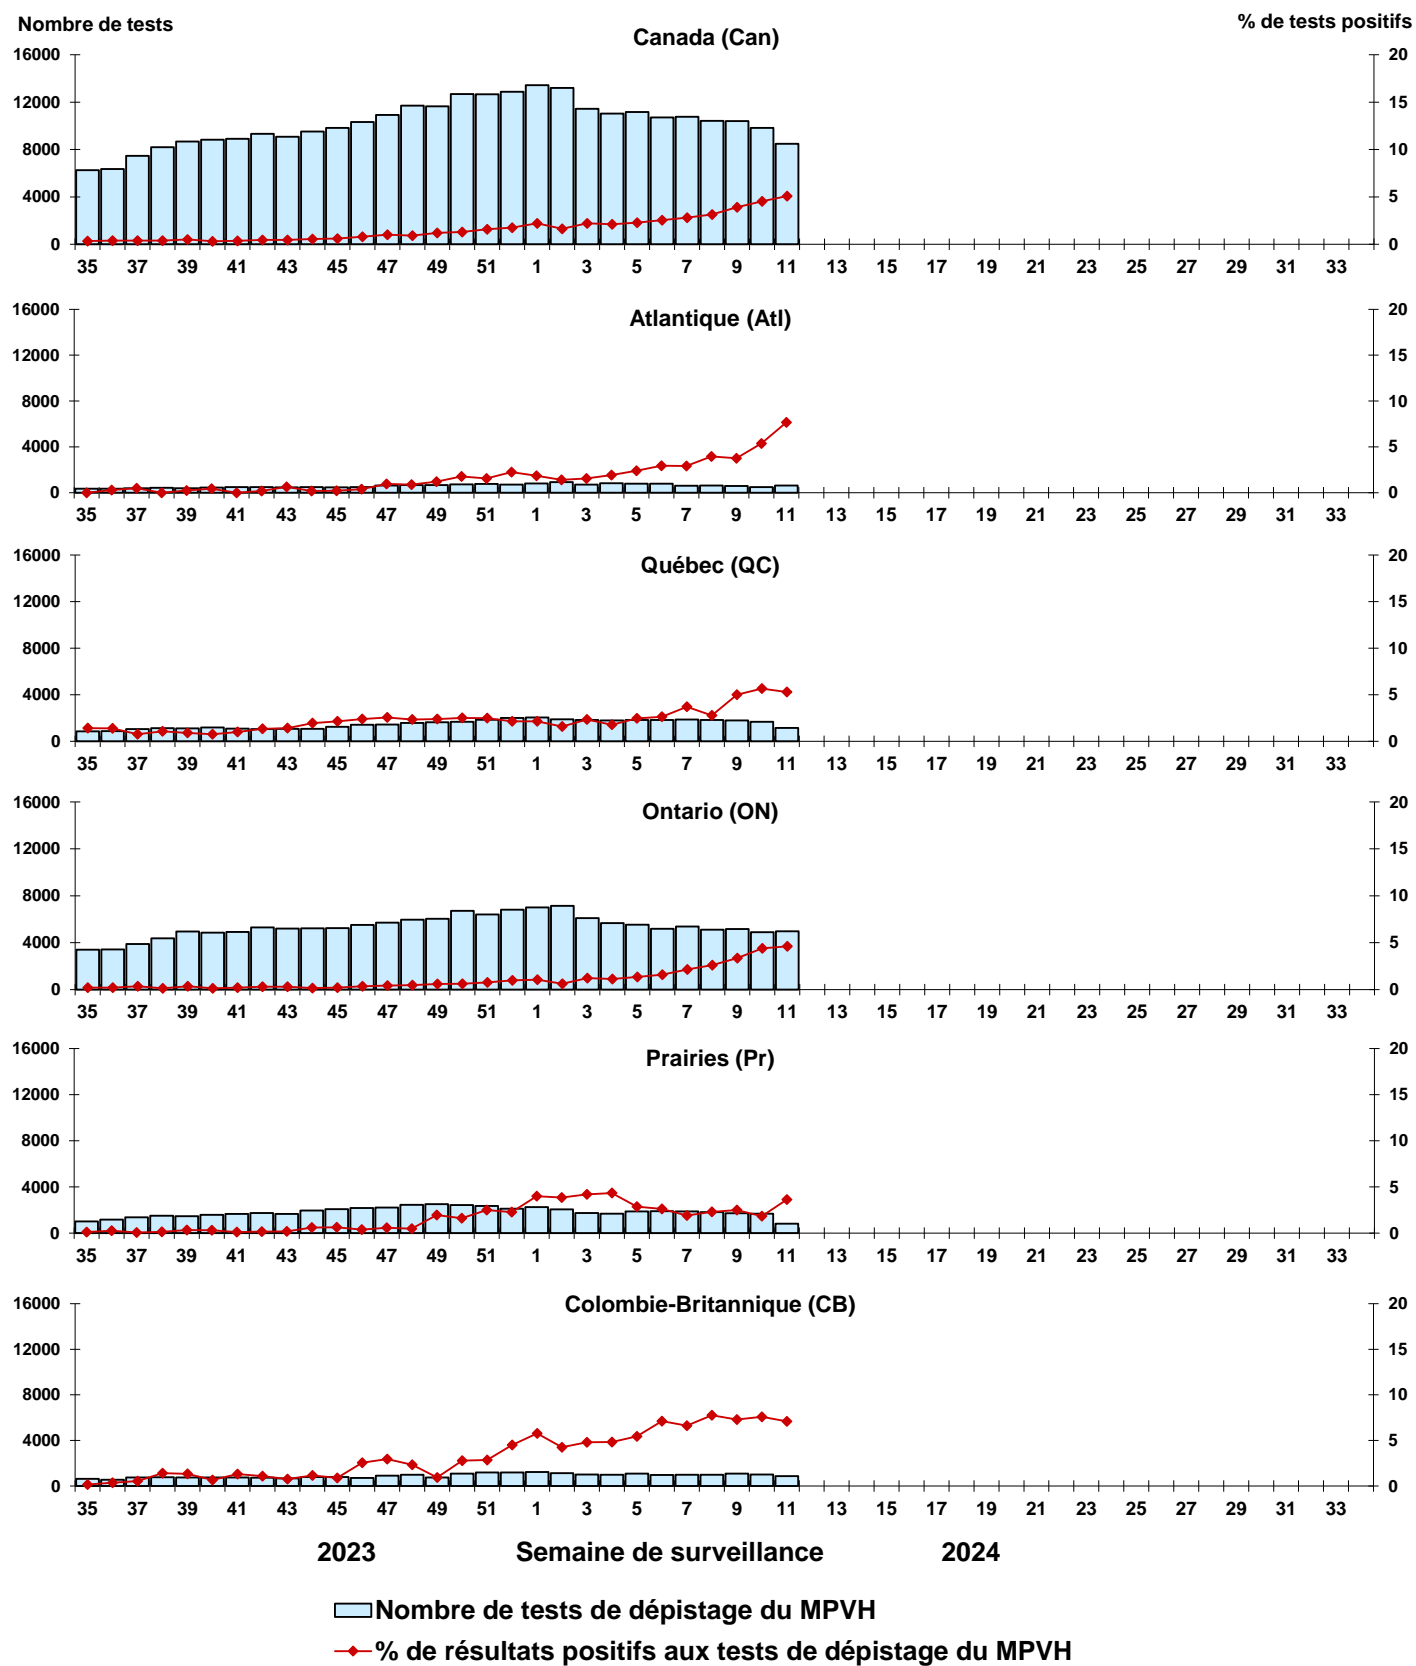 Nombre de tests
% de tests positifs
Canada (Can)
16000 20
12000 15
8000 10
4000 5
0 0
35 37 39 41 43 45 47 49 51 1 3 5 7 9 11 13 15 17 19 21 23 25 27 29 31 33
Atlantique (Atl)
16000 20
12000 15
8000 10
4000 5
0 0
35 37 39 41 43 45 47 49 51 1 3 5 7 9 11 13 15 17 19 21 23 25 27 29 31 33
Québec (QC)
16000 20
12000 15
8000 10
4000 5
0 0
35 37 39 41 43 45 47 49 51 1 3 5 7 9 11 13 15 17 19 21 23 25 27 29 31 33
Ontario (ON)
16000 20
12000 15
8000 10
4000 5
0 0
35 37 39 41 43 45 47 49 51 1 3 5 7 9 11 13 15 17 19 21 23 25 27 29 31 33
Prairies (Pr)
16000 20
12000 15
8000 10
4000 5
0 0
35 37 39 41 43 45 47 49 51 1 3 5 7 9 11 13 15 17 19 21 23 25 27 29 31 33
Colombie-Britannique (CB)
16000 20
12000 15
8000 10
4000 5
0 0
35 37 39 41 43 45 47 49 51 1 3 5 7 9 11 13 15 17 19 21 23 25 27 29 31 33
2023 Semaine de surveillance 2024
Nombre de tests de dépistage du MPVH
% de résultats positifs aux tests de dépistage du MPVH